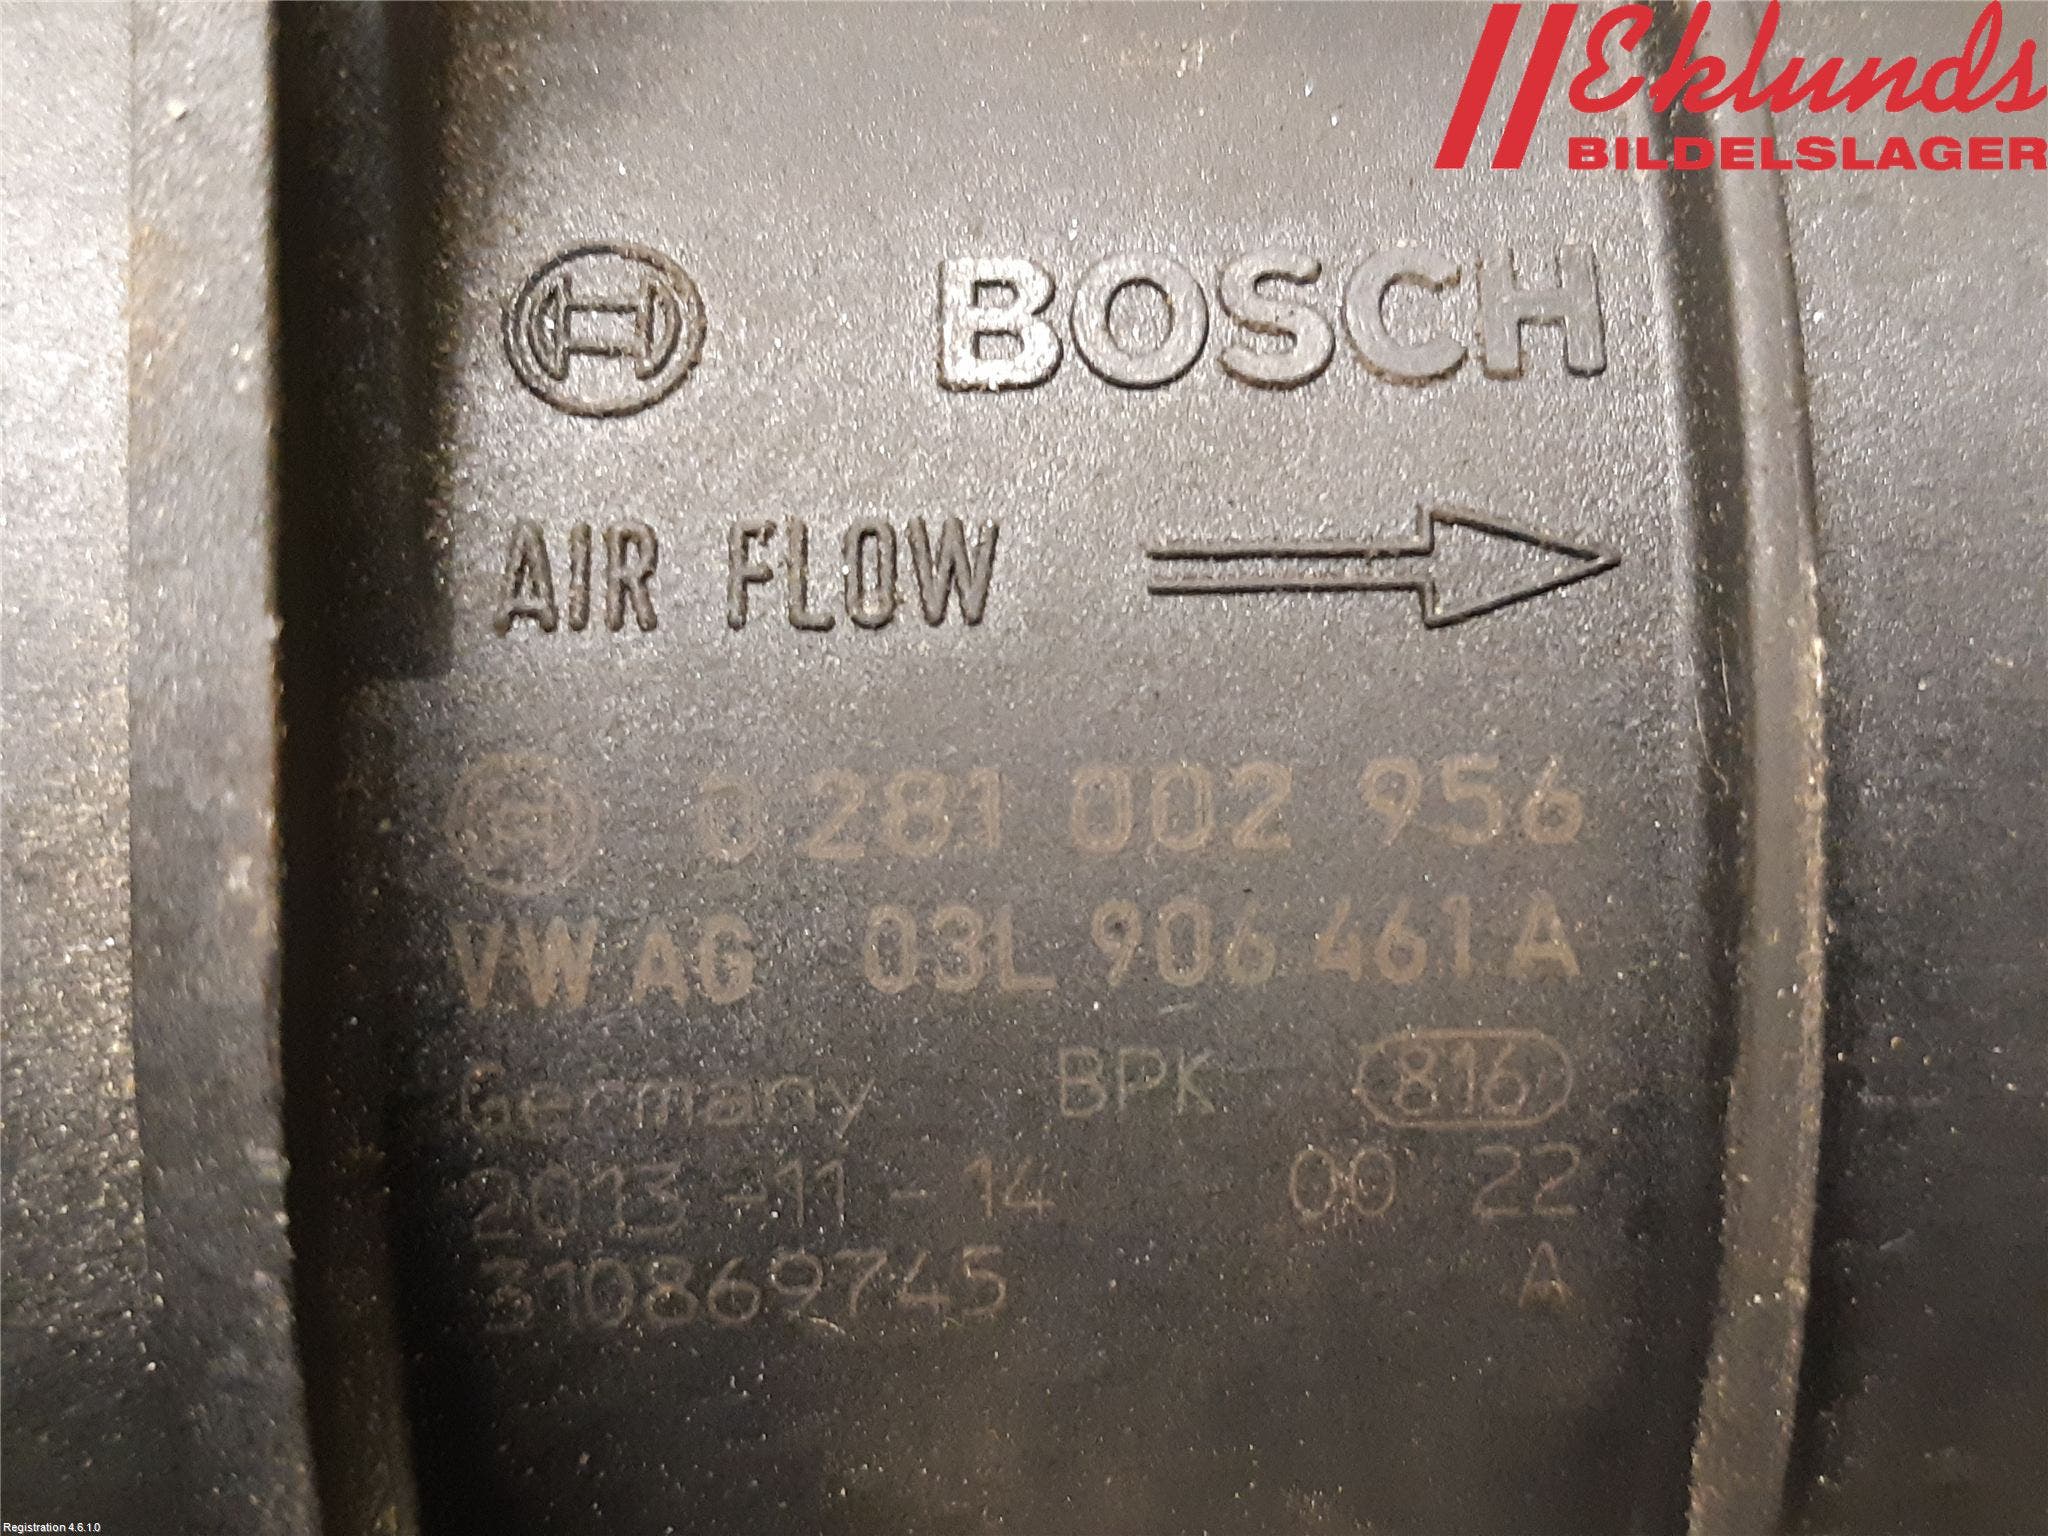 Eklunds
BILDELSLAGER
BOSCH
AIR FLOW
0 281 002 956
VW AG 03L 906 461 A
Germany BPK 816
2013-11-14 00 22
310869745 A
Registration 4.6.1.0